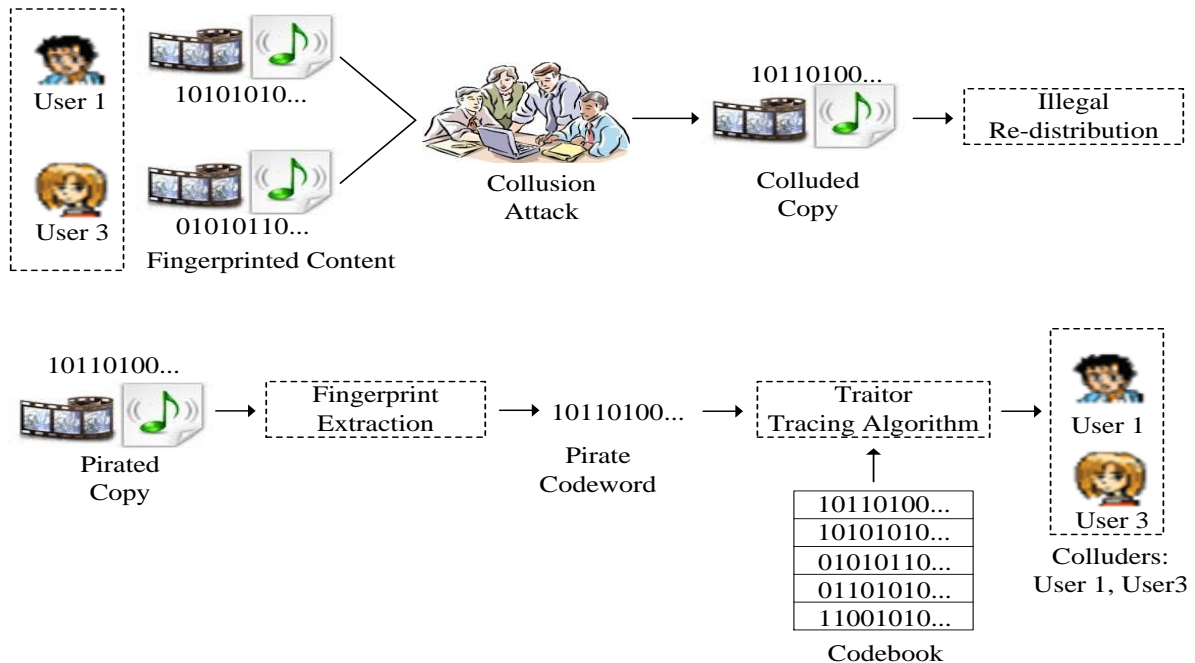 User 1
10101010...
User 3
01010110...
Fingerprinted Content
Collusion
Attack
10110100...
Colluded
Copy
Illegal
Re-distribution
10110100...
Pirated
Copy
Fingerprint
Extraction
10110100...
Pirate
Codeword
Traitor
Tracing Algorithm
10110100...
10101010...
01010110...
01101010...
11001010...
Codebook
User 1
User 3
Colluders:
User 1, User3